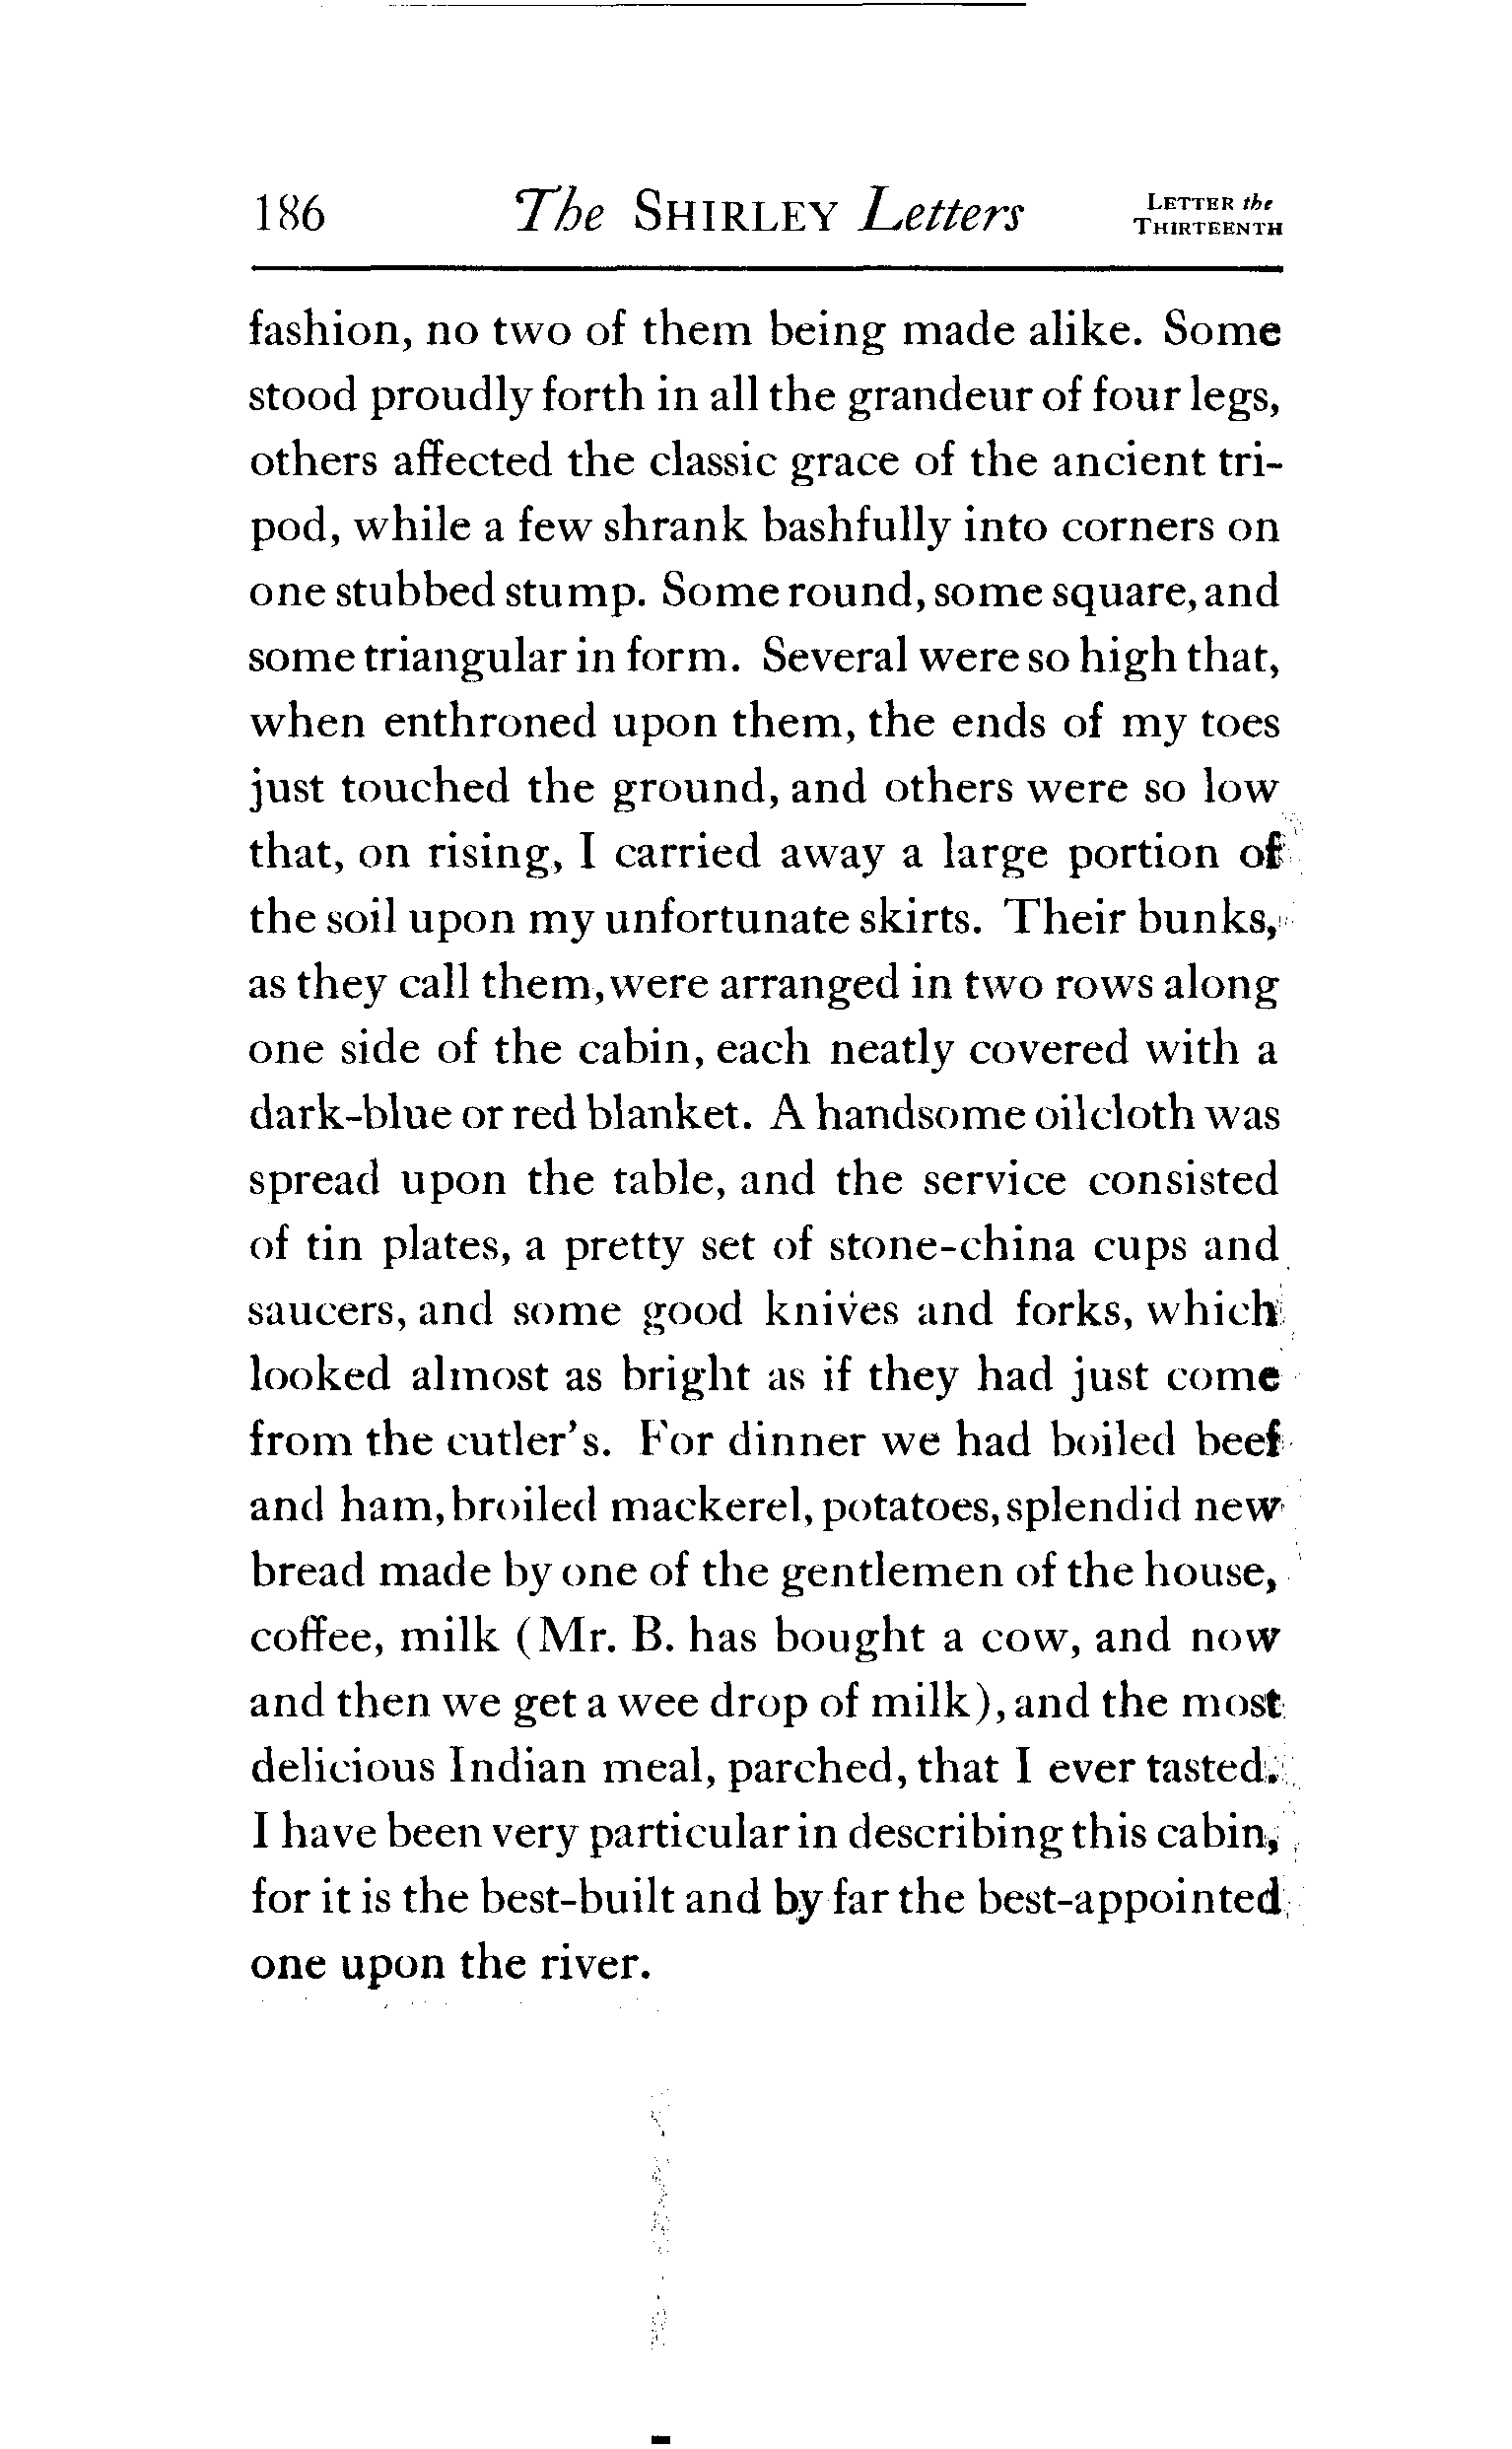 186 The SHIRLEY Letters LETTER the THIRTEENTH
fashion, no two of them being made alike. Some
stood proudly forth in all the grandeur of four legs,
others affected the classic grace of the ancient tri-
pod, while a few shrank bashfully into corners on
one stubbed stump. Some round, some square, and
some triangular in form. Several were so high that,
when enthroned upon them, the ends of my toes
just touched the ground, and others were so low
that, on rising, I carried away a large portion of
the soil upon my unfortunate skirts. Their bunks,
as they call them, were arranged in two rows along
one side of the cabin, each neatly covered with a
dark-blue or red blanket. A handsome oilcloth was
spread upon the table, and the service consisted
of tin plates, a pretty set of stone-china cups and
saucers, and some good knives and forks, which
looked almost as bright as if they had just come
from the cutler's. For dinner we had boiled beef
and ham, broiled mackerel, potatoes, splendid new
bread made by one of the gentlemen of the house,
coffee, milk (Mr. B. has bought a cow, and now
and then we get a wee drop of milk), and the most
delicious Indian meal, parched, that I ever tasted.
I have been very particular in describing this cabin,
for it is the best-built and by far the best-appointed
one upon the river.